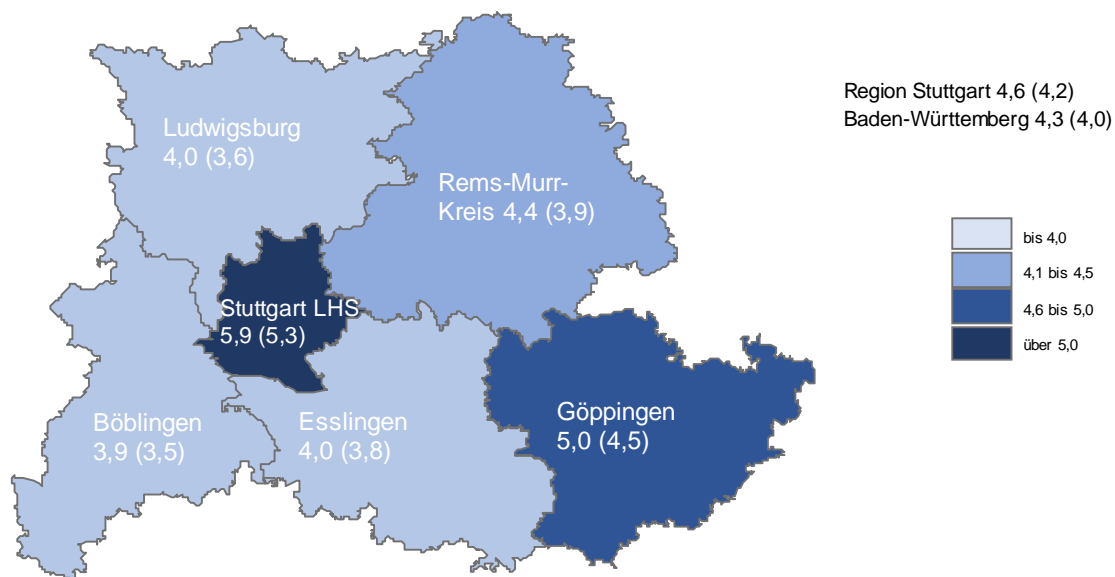 Region Stuttgart 4,6 (4,2)
Baden-Württemberg 4,3 (4,0)
Ludwigsburg
4,0 (3,6)
Rems-Murr-
Kreis 4,4 (3,9)
Stuttgart LHS
5,9 (5,3)
Böblingen
3,9 (3,5)
Esslingen
4,0 (3,8)
Göppingen
5,0 (4,5)
bis 4,0
4,1 bis 4,5
4,6 bis 5,0
über 5,0